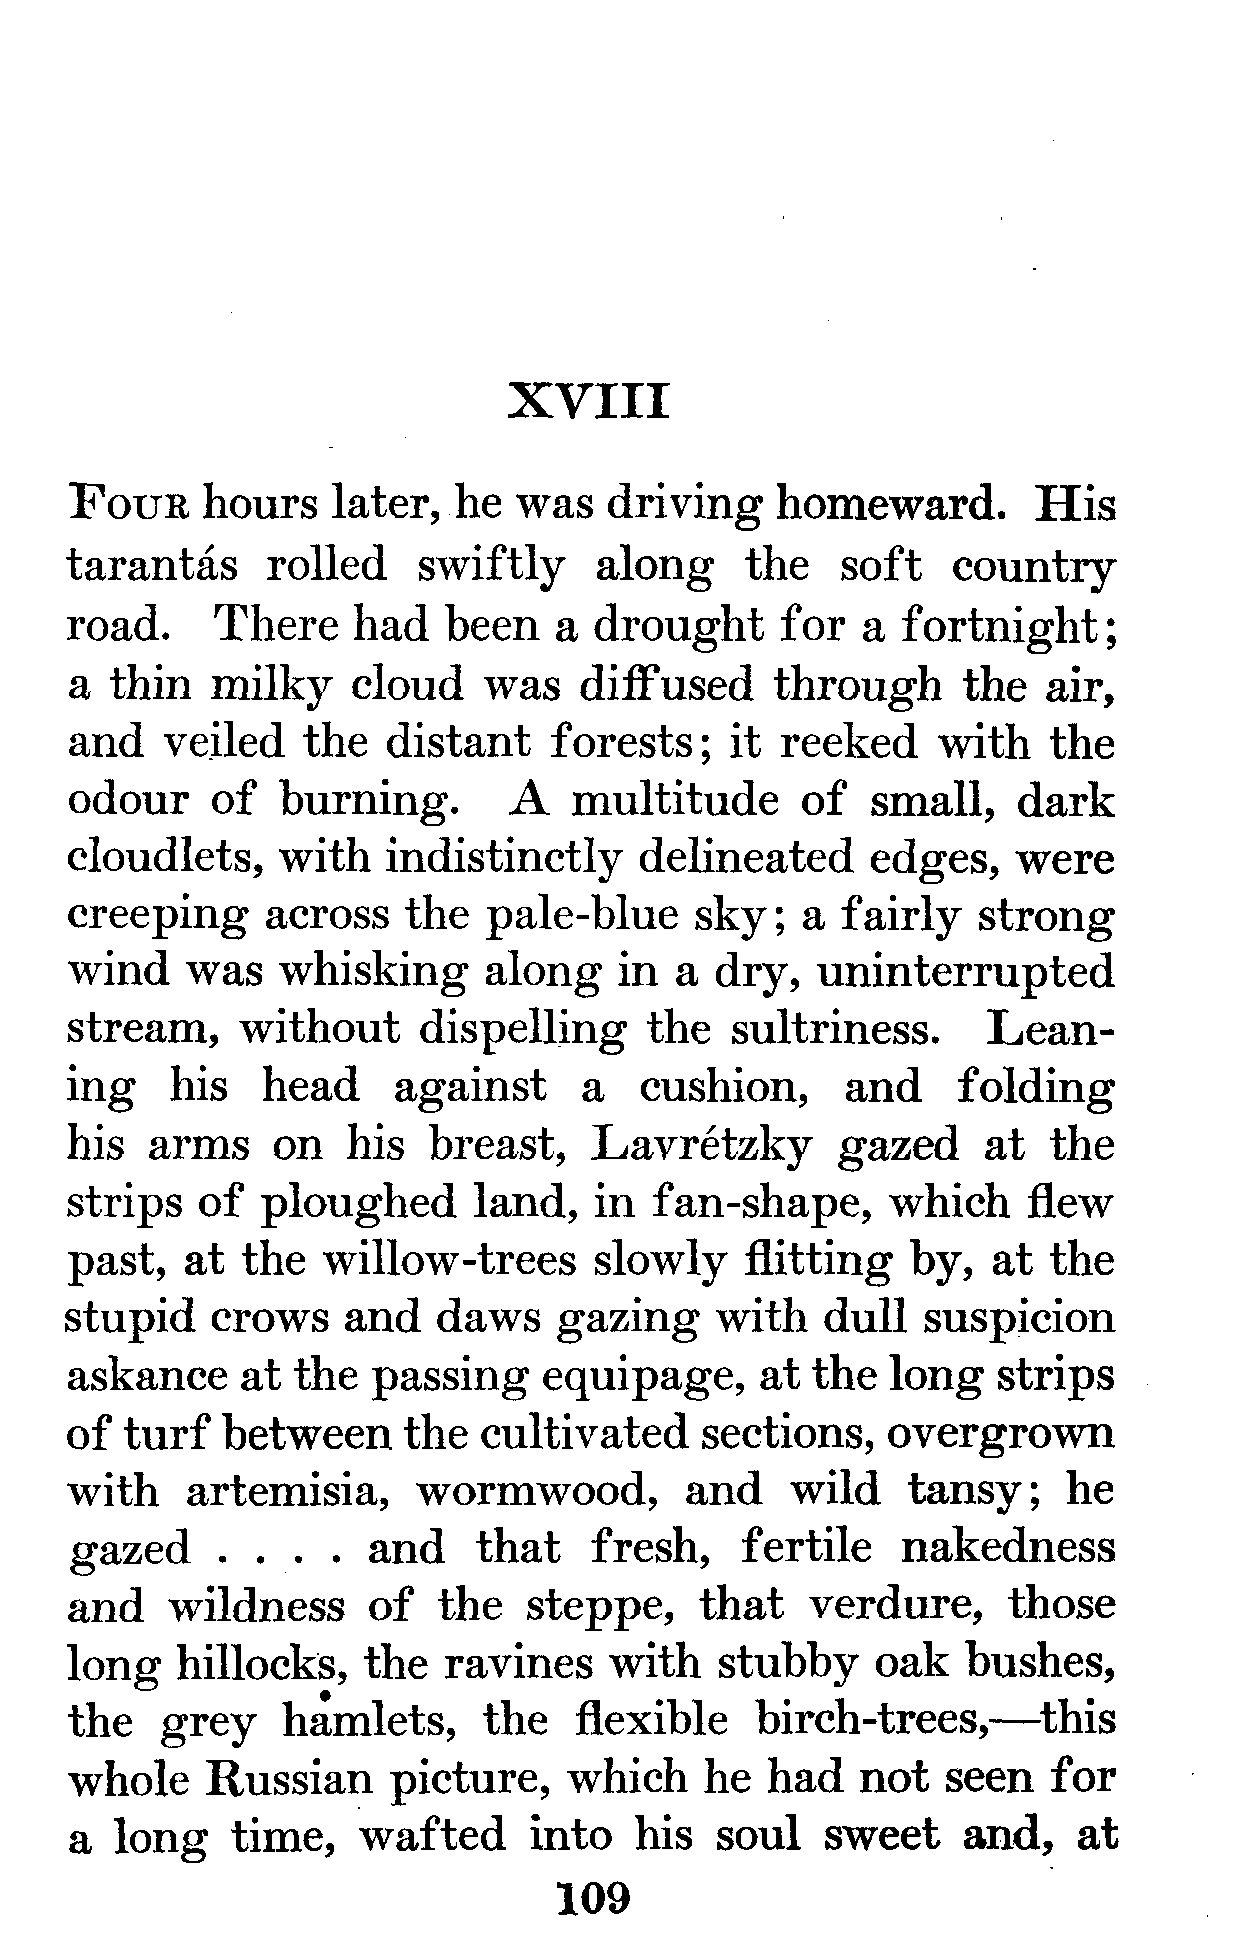 XVIII
Four hours later, he was driving homeward. His
tarantás rolled swiftly along the soft country
road. There had been a drought for a fortnight;
a thin milky cloud was diffused through the air,
and veiled the distant forests; it reeked with the
odour of burning. A multitude of small, dark
cloudlets, with indistinctly delineated edges, were
creeping across the pale-blue sky; a fairly strong
wind was whisking along in a dry, uninterrupted
stream, without dispelling the sultriness. Lean-
ing his head against a cushion, and folding
his arms on his breast, Lavrétzky gazed at the
strips of ploughed land, in fan-shape, which flew
past, at the willow-trees slowly flitting by, at the
stupid crows and daws gazing with dull suspicion
askance at the passing equipage, at the long strips
of turf between the cultivated sections, overgrown
with artemisia, wormwood, and wild tansy; he
gazed . . . . and that fresh, fertile nakedness
and wildness of the steppe, that verdure, those
long hillocks, the ravines with stubby oak bushes,
the grey hamlets, the flexible birch-trees,—this
whole Russian picture, which he had not seen for
a long time, wafted into his soul sweet and, at
109